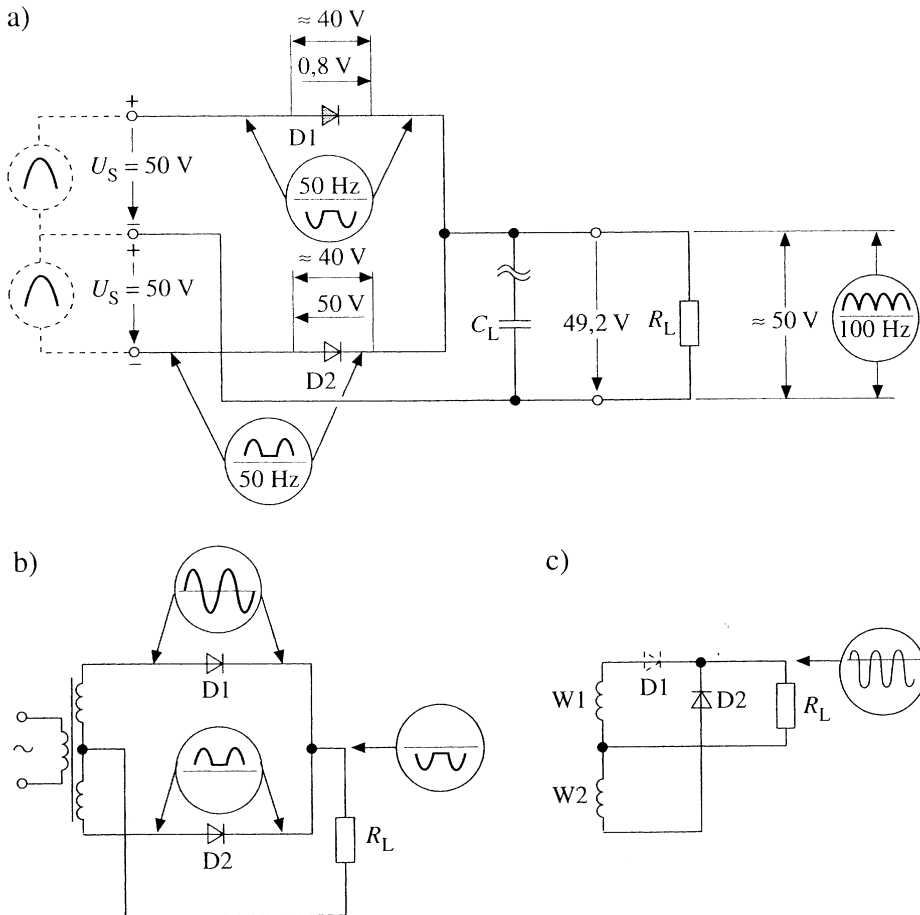 a)
≈ 40 V
0,8 V
+
D1
U_S = 50 V
50 Hz
–
+
≈ 40 V
50 V
U_S = 50 V
C_L
49,2 V
R_L
≈ 50 V
100 Hz
–
D2
50 Hz
b)
c)
D1
D1
W1
D2
R_L
~
W2
D2
R_L